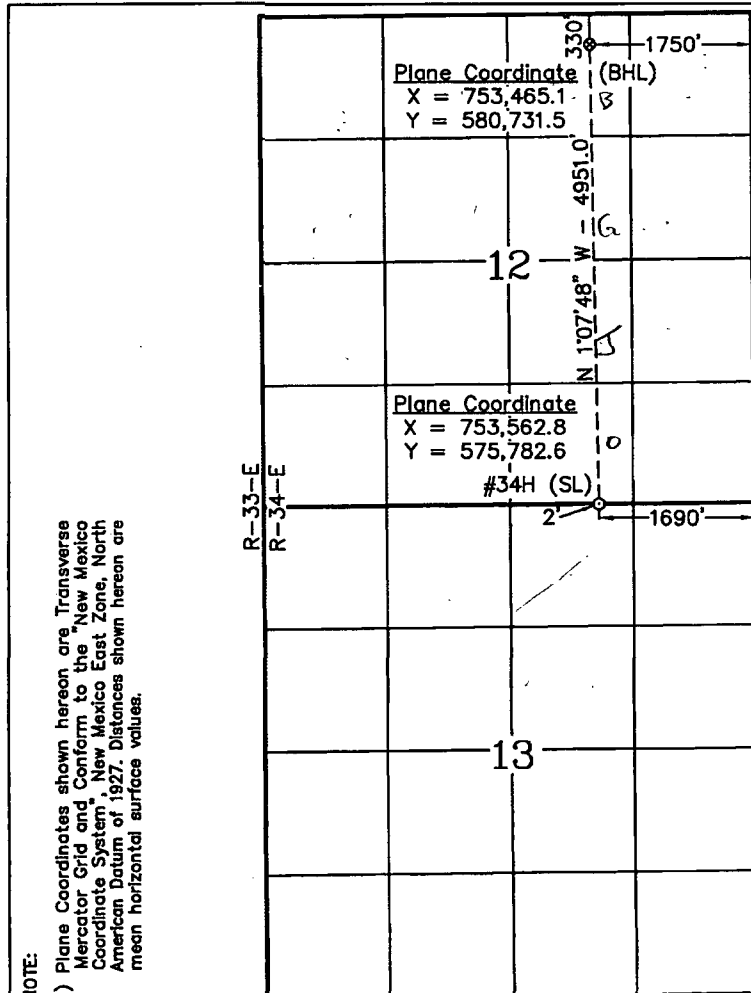 330'
1750'
Plane Coordinate (BHL)
X = 753,465.1
Y = 580,731.5
B
N 1°07'48" W - 4951.0'
G
12
J
Plane Coordinate
X = 753,562.8
Y = 575,782.6
O
#34H (SL)
2'
1690'
R-33-E
R-34-E
13
OTE:
) Plane Coordinates shown hereon are Transverse
Mercator Grid and Conform to the "New Mexico
Coordinate System", New Mexico East Zone, North
American Datum of 1927. Distances shown hereon are
mean horizontal surface values.